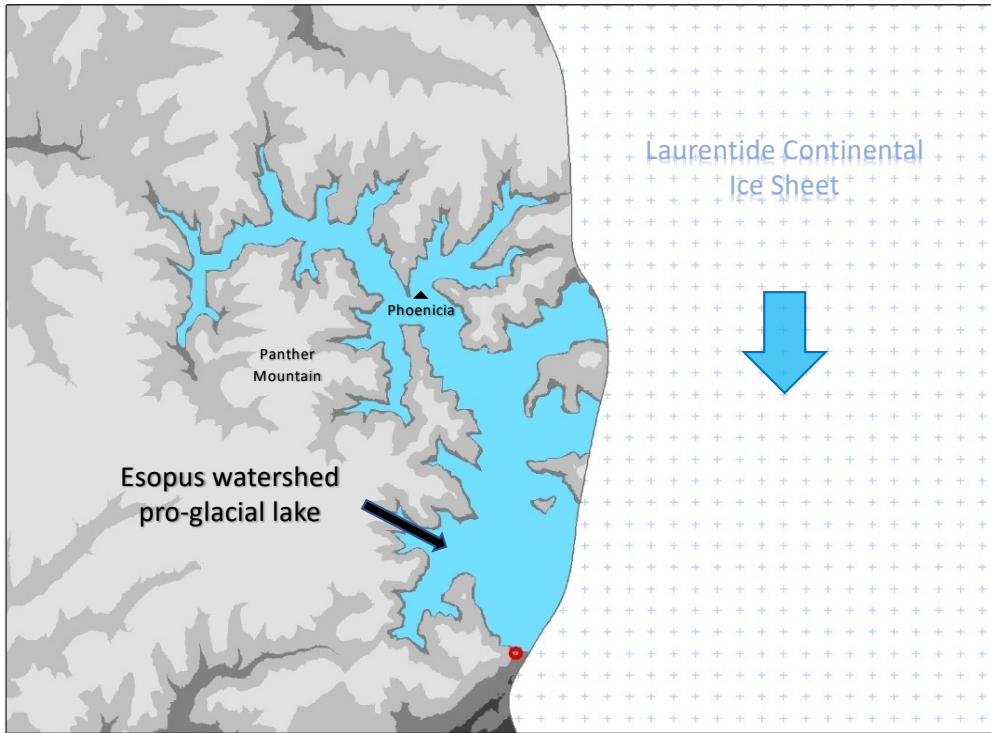 Laurentide Continental
Ice Sheet
Phoenicia
Panther
Mountain
Esopus watershed
pro-glacial lake